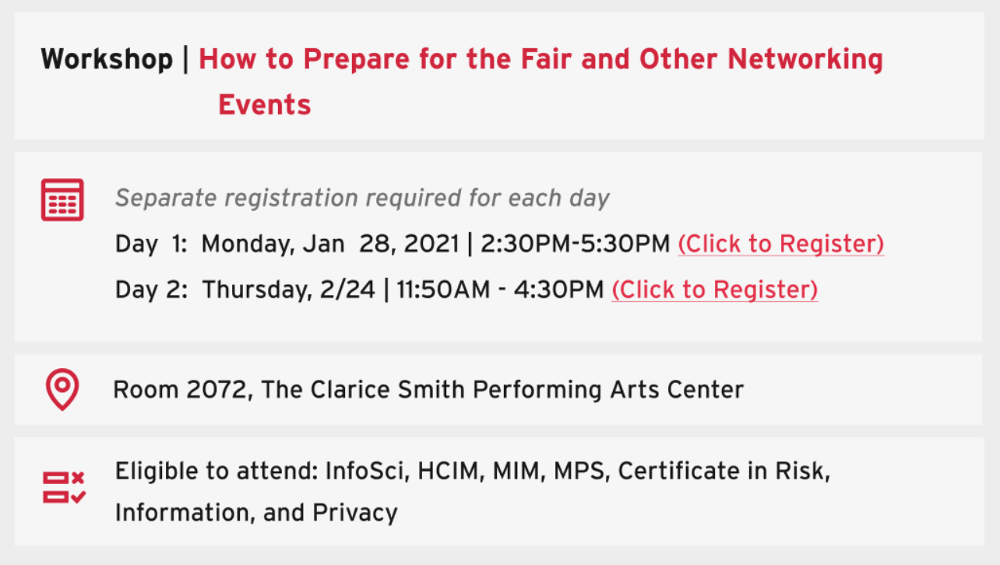 Workshop | How to Prepare for the Fair and Other Networking
Events
Separate registration required for each day
Day 1: Monday, Jan 28, 2021 | 2:30PM-5:30PM (Click to Register)
Day 2: Thursday, 2/24 | 11:50AM - 4:30PM (Click to Register)
Room 2072, The Clarice Smith Performing Arts Center
Eligible to attend: InfoSci, HCIM, MIM, MPS, Certificate in Risk,
Information, and Privacy